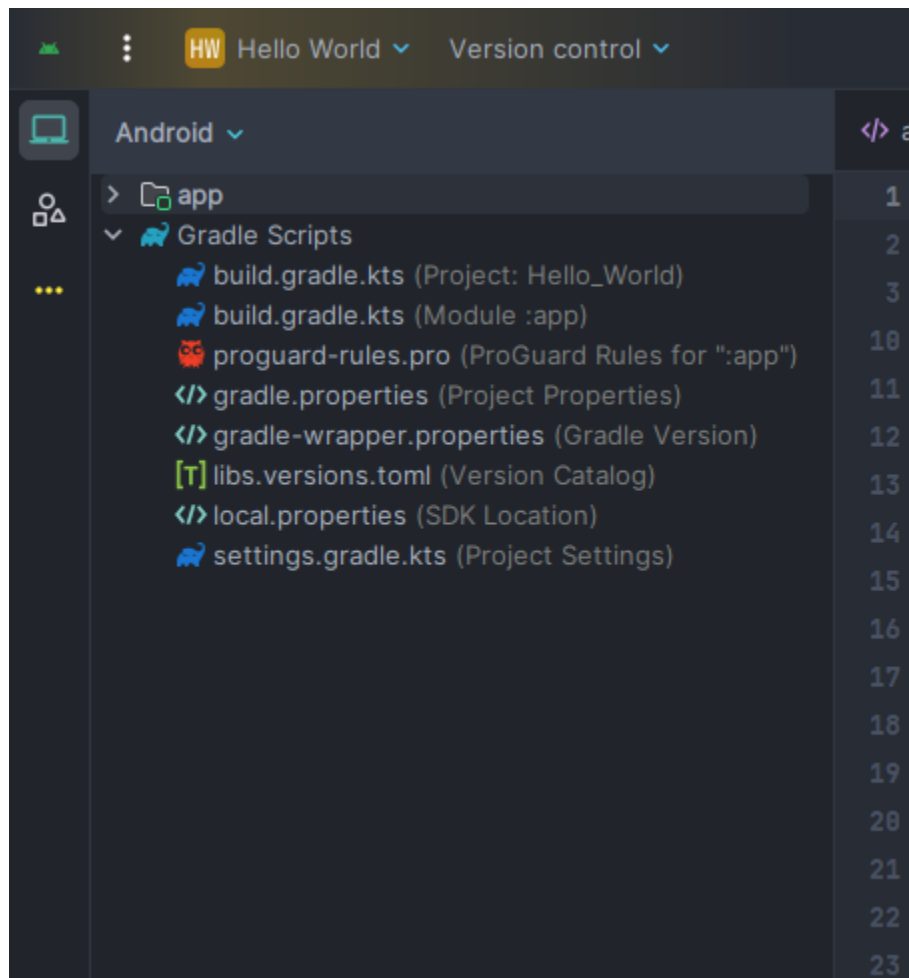 HW Hello World Version control
Android
app
Gradle Scripts
build.gradle.kts (Project: Hello_World)
build.gradle.kts (Module :app)
proguard-rules.pro (ProGuard Rules for ":app")
gradle.properties (Project Properties)
gradle-wrapper.properties (Gradle Version)
[T] libs.versions.toml (Version Catalog)
local.properties (SDK Location)
settings.gradle.kts (Project Settings)
1
2
3
10
11
12
13
14
15
16
17
18
19
20
21
22
23